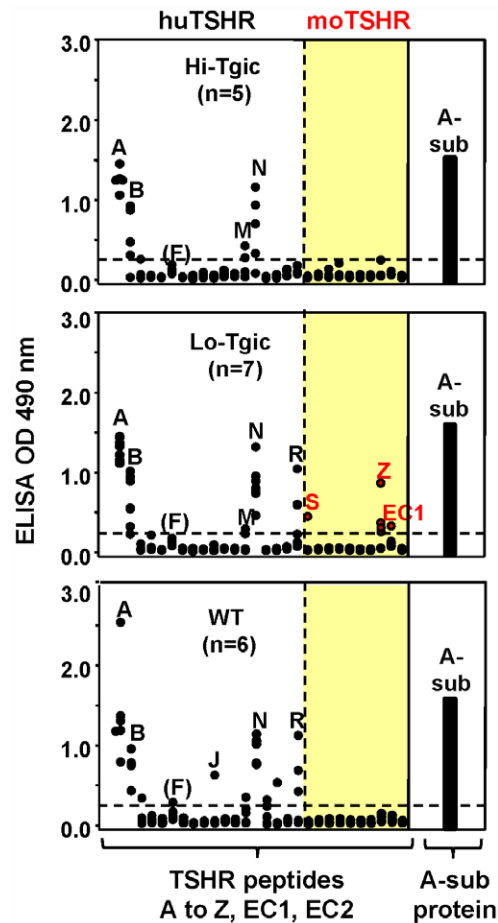 huTSHR moTSHR
3.0
Hi-Tgic
(n=5)
A-
sub
2.0
A
B
N
1.0
M
(F)
0.0
3.0
Lo-Tgic
(n=7)
A-
sub
2.0
A
B
N
R
1.0
Z
S
M
EC1
(F)
0.0
3.0
WT
(n=6)
A
A-
sub
2.0
B
N
R
1.0
J
(F)
0.0
ELISA OD 490 nm
TSHR peptides
A to Z, EC1, EC2
A-sub
protein